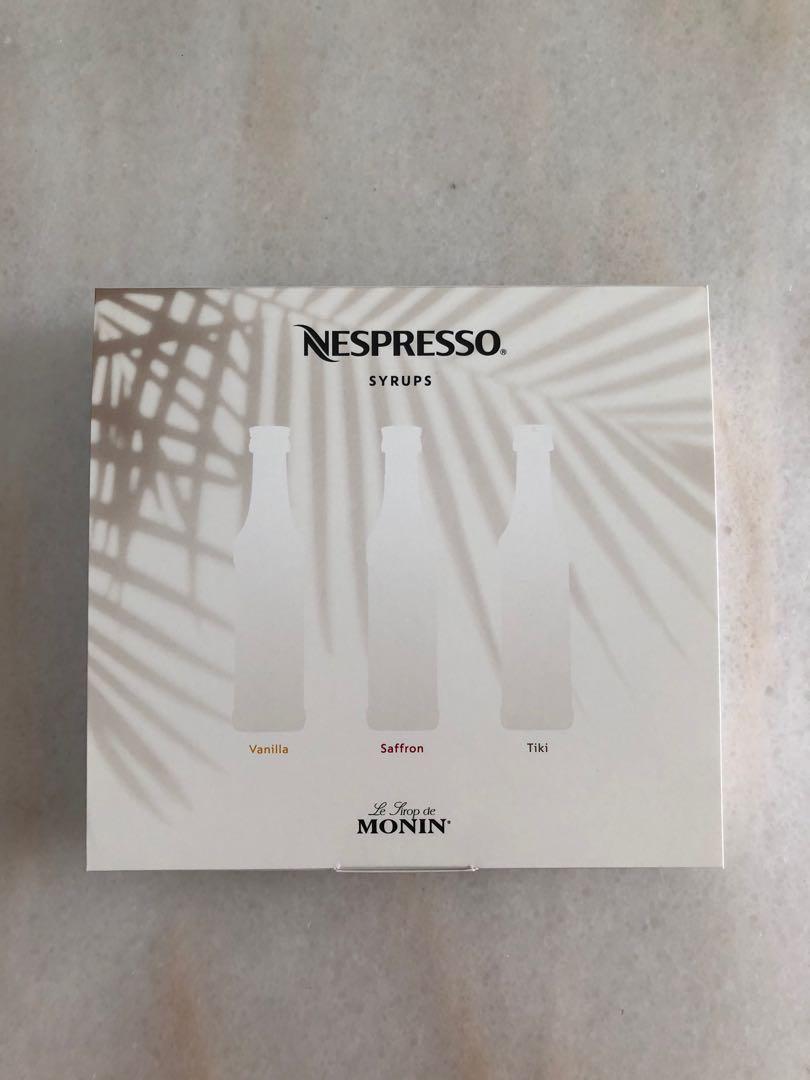 NESPRESSO®
SYRUPS
Vanilla Saffron Tiki
Le Sirop de
MONIN®